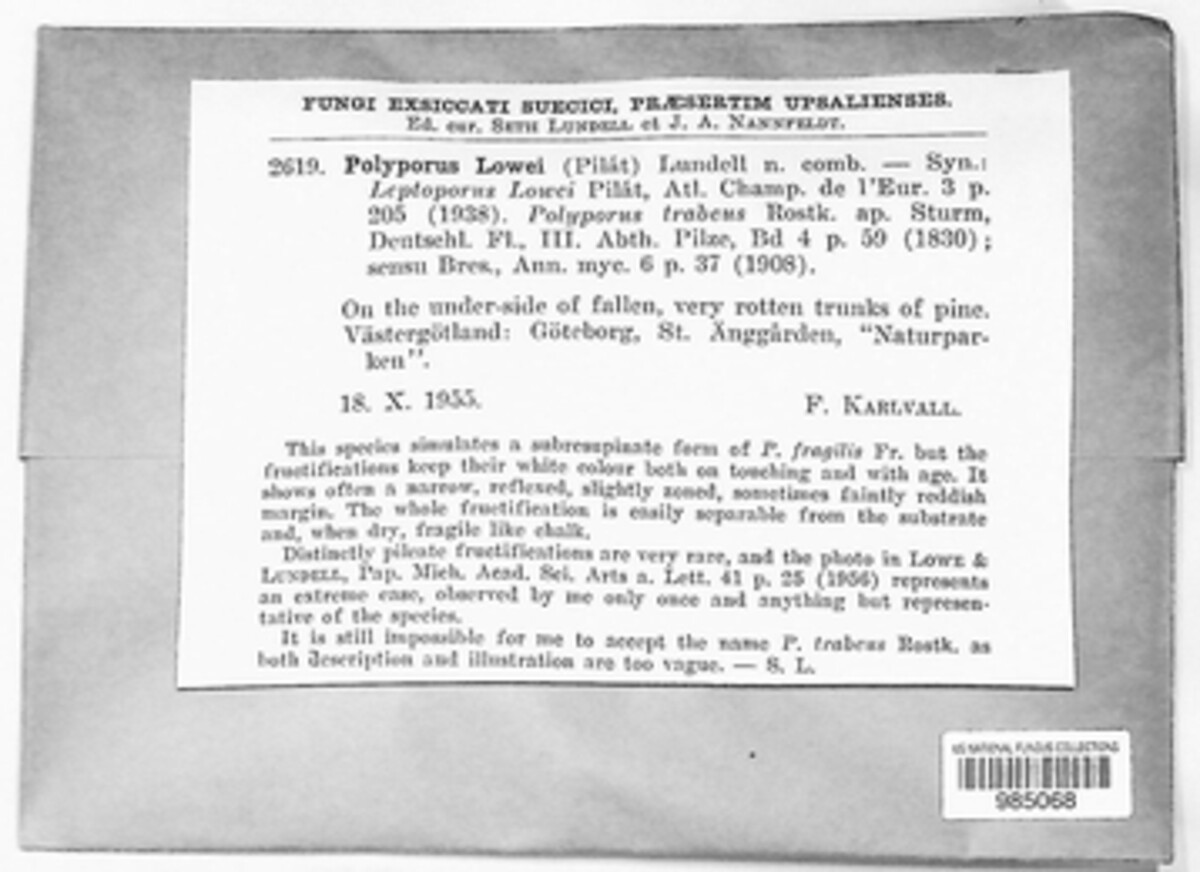 FUNGI EXSICCATI SUECICI, PRÆSERTIM UPSALIENSES.
Ed. cur. SETH LUNDELL et J. A. NANNFELDT.
2619. Polyporus Lowei (Pilát) Lundell n. comb. — Syn.:
Leptoporus Lowei Pilát, Atl. Champ. de l'Eur. 3 p.
205 (1938). Polyporus trabeus Rostk. ap. Sturm,
Deutschl. Fl., III. Abth. Pilze, Bd 4 p. 59 (1830);
sensu Bres., Ann. myc. 6 p. 37 (1908).
On the under-side of fallen, very rotten trunks of pine.
Västergötland: Göteborg, St. Änggården, "Naturpar-
ken".
18. X. 1955. F. KARLVALL.
This species simulates a subresupinate form of P. fragilis Fr. but the
fructifications keep their white colour both on touching and with age. It
shows often a narrow, reflexed, slightly zoned, sometimes faintly reddish
margin. The whole fructification is easily separable from the substrate
and, when dry, fragile like chalk.
Distinctly pileate fructifications are very rare, and the photo in LOWE &
LUNDELL, Pap. Mich. Acad. Sci. Arts a. Lett. 41 p. 25 (1956) represents
an extreme case, observed by me only once and anything but represen-
tative of the species.
It is still impossible for me to accept the name P. trabeus Rostk. as
both description and illustration are too vague. — S. L.
US NATIONAL FUNGUS COLLECTIONS
985068